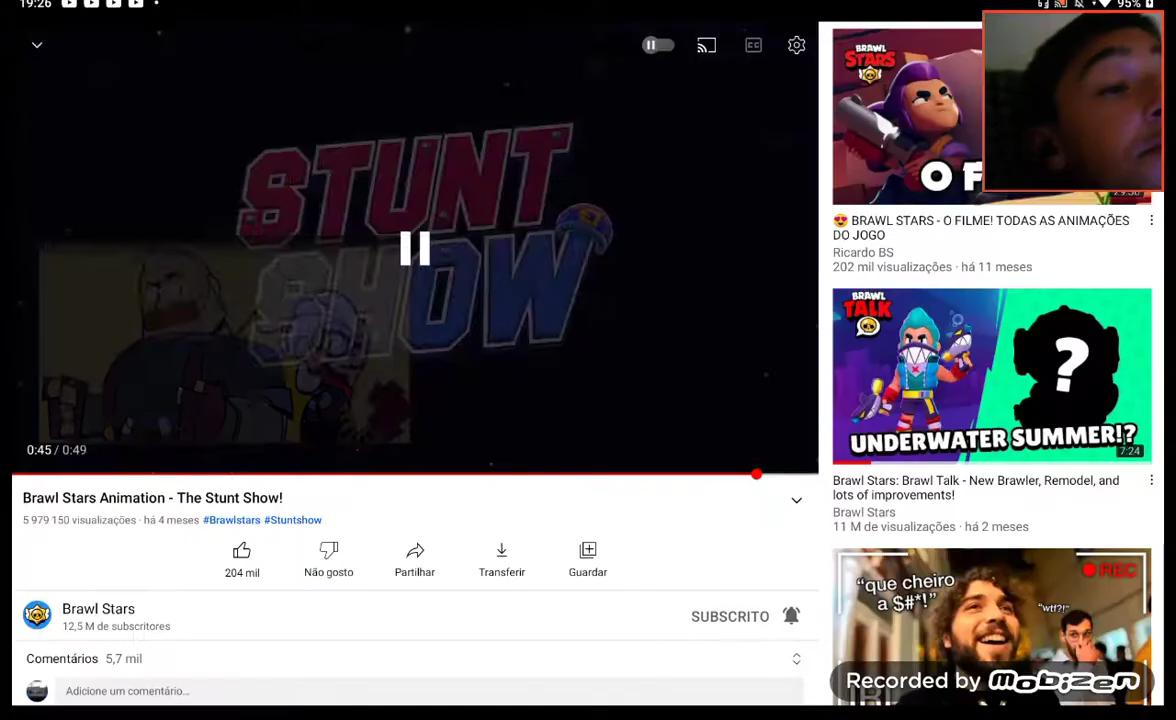 19:26
95%
STUNT
SHOW
0:45 / 0:49
Brawl Stars Animation - The Stunt Show!
5 979 150 visualizações · há 4 meses #Brawlstars #Stuntshow
204 mil
Não gosto
Partilhar
Transferir
Guardar
Brawl Stars
12,5 M de subscritores
SUBSCRITO
Comentários 5,7 mil
Adicione um comentário...
BRAWL
STARS
O F
😍 BRAWL STARS - O FILME! TODAS AS ANIMAÇÕES
DO JOGO
Ricardo BS
202 mil visualizações · há 11 meses
BRAWL
TALK
?
UNDERWATER SUMMER!?
7:24
Brawl Stars: Brawl Talk - New Brawler, Remodel, and
lots of improvements!
Brawl Stars
11 M de visualizações · há 2 meses
"que cheiro
a $#*!"
"wtf?!"
REC
Recorded by mobizen